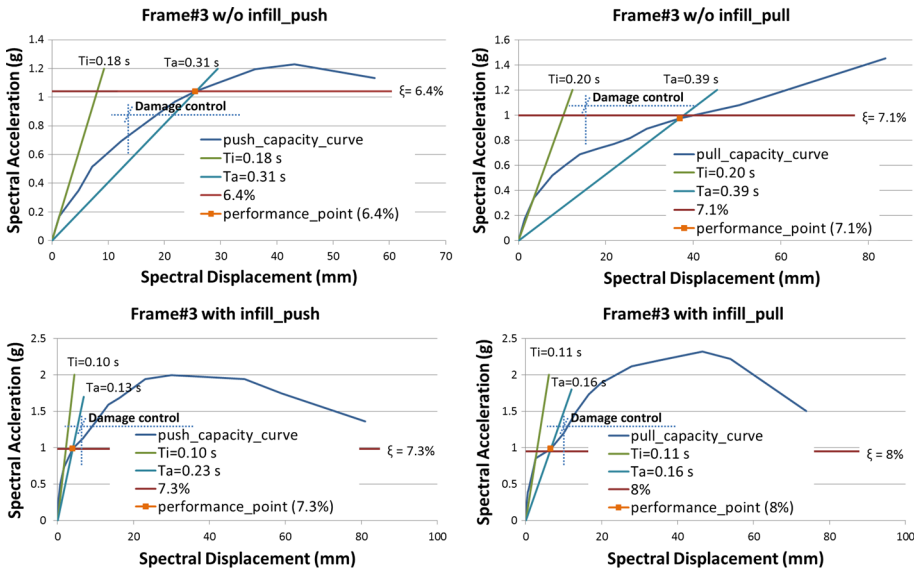 Frame#3 w/o infill_push
Spectral Acceleration (g)
1.4
1.2
1
0.8
0.6
0.4
0.2
0
Ti=0.18 s
Ta=0.31 s
ξ= 6.4%
Damage control
push_capacity_curve
Ti=0.18 s
Ta=0.31 s
6.4%
performance_point (6.4%)
0 10 20 30 40 50 60 70
Spectral Displacement (mm)
Frame#3 w/o infill_pull
Spectral Acceleration (g)
1.6
1.4
1.2
1
0.8
0.6
0.4
0.2
0
Ti=0.20 s
Ta=0.39 s
Damage control
ξ= 7.1%
pull_capacity_curve
Ti=0.20 s
Ta=0.39 s
7.1%
performance_point (7.1%)
0 20 40 60 80
Spectral Displacement (mm)
Frame#3 with infill_push
Spectral Accleration (g)
2.5
2
1.5
1
0.5
0
Ti=0.10 s
Ta=0.13 s
Damage control
push_capacity_curve
Ti=0.10 s
Ta=0.23 s
7.3%
performance_point (7.3%)
ξ = 7.3%
0 20 40 60 80 100
Spectral Displacement (mm)
Frame#3 with infill_pull
Spectral Acceleration (g)
2.5
2
1.5
1
0.5
0
Ti=0.11 s
Ta=0.16 s
Damage control
pull_capacity_curve
Ti=0.11 s
Ta=0.16 s
8%
performance_point (8%)
ξ = 8%
0 20 40 60 80 100
Spectral Displacement (mm)